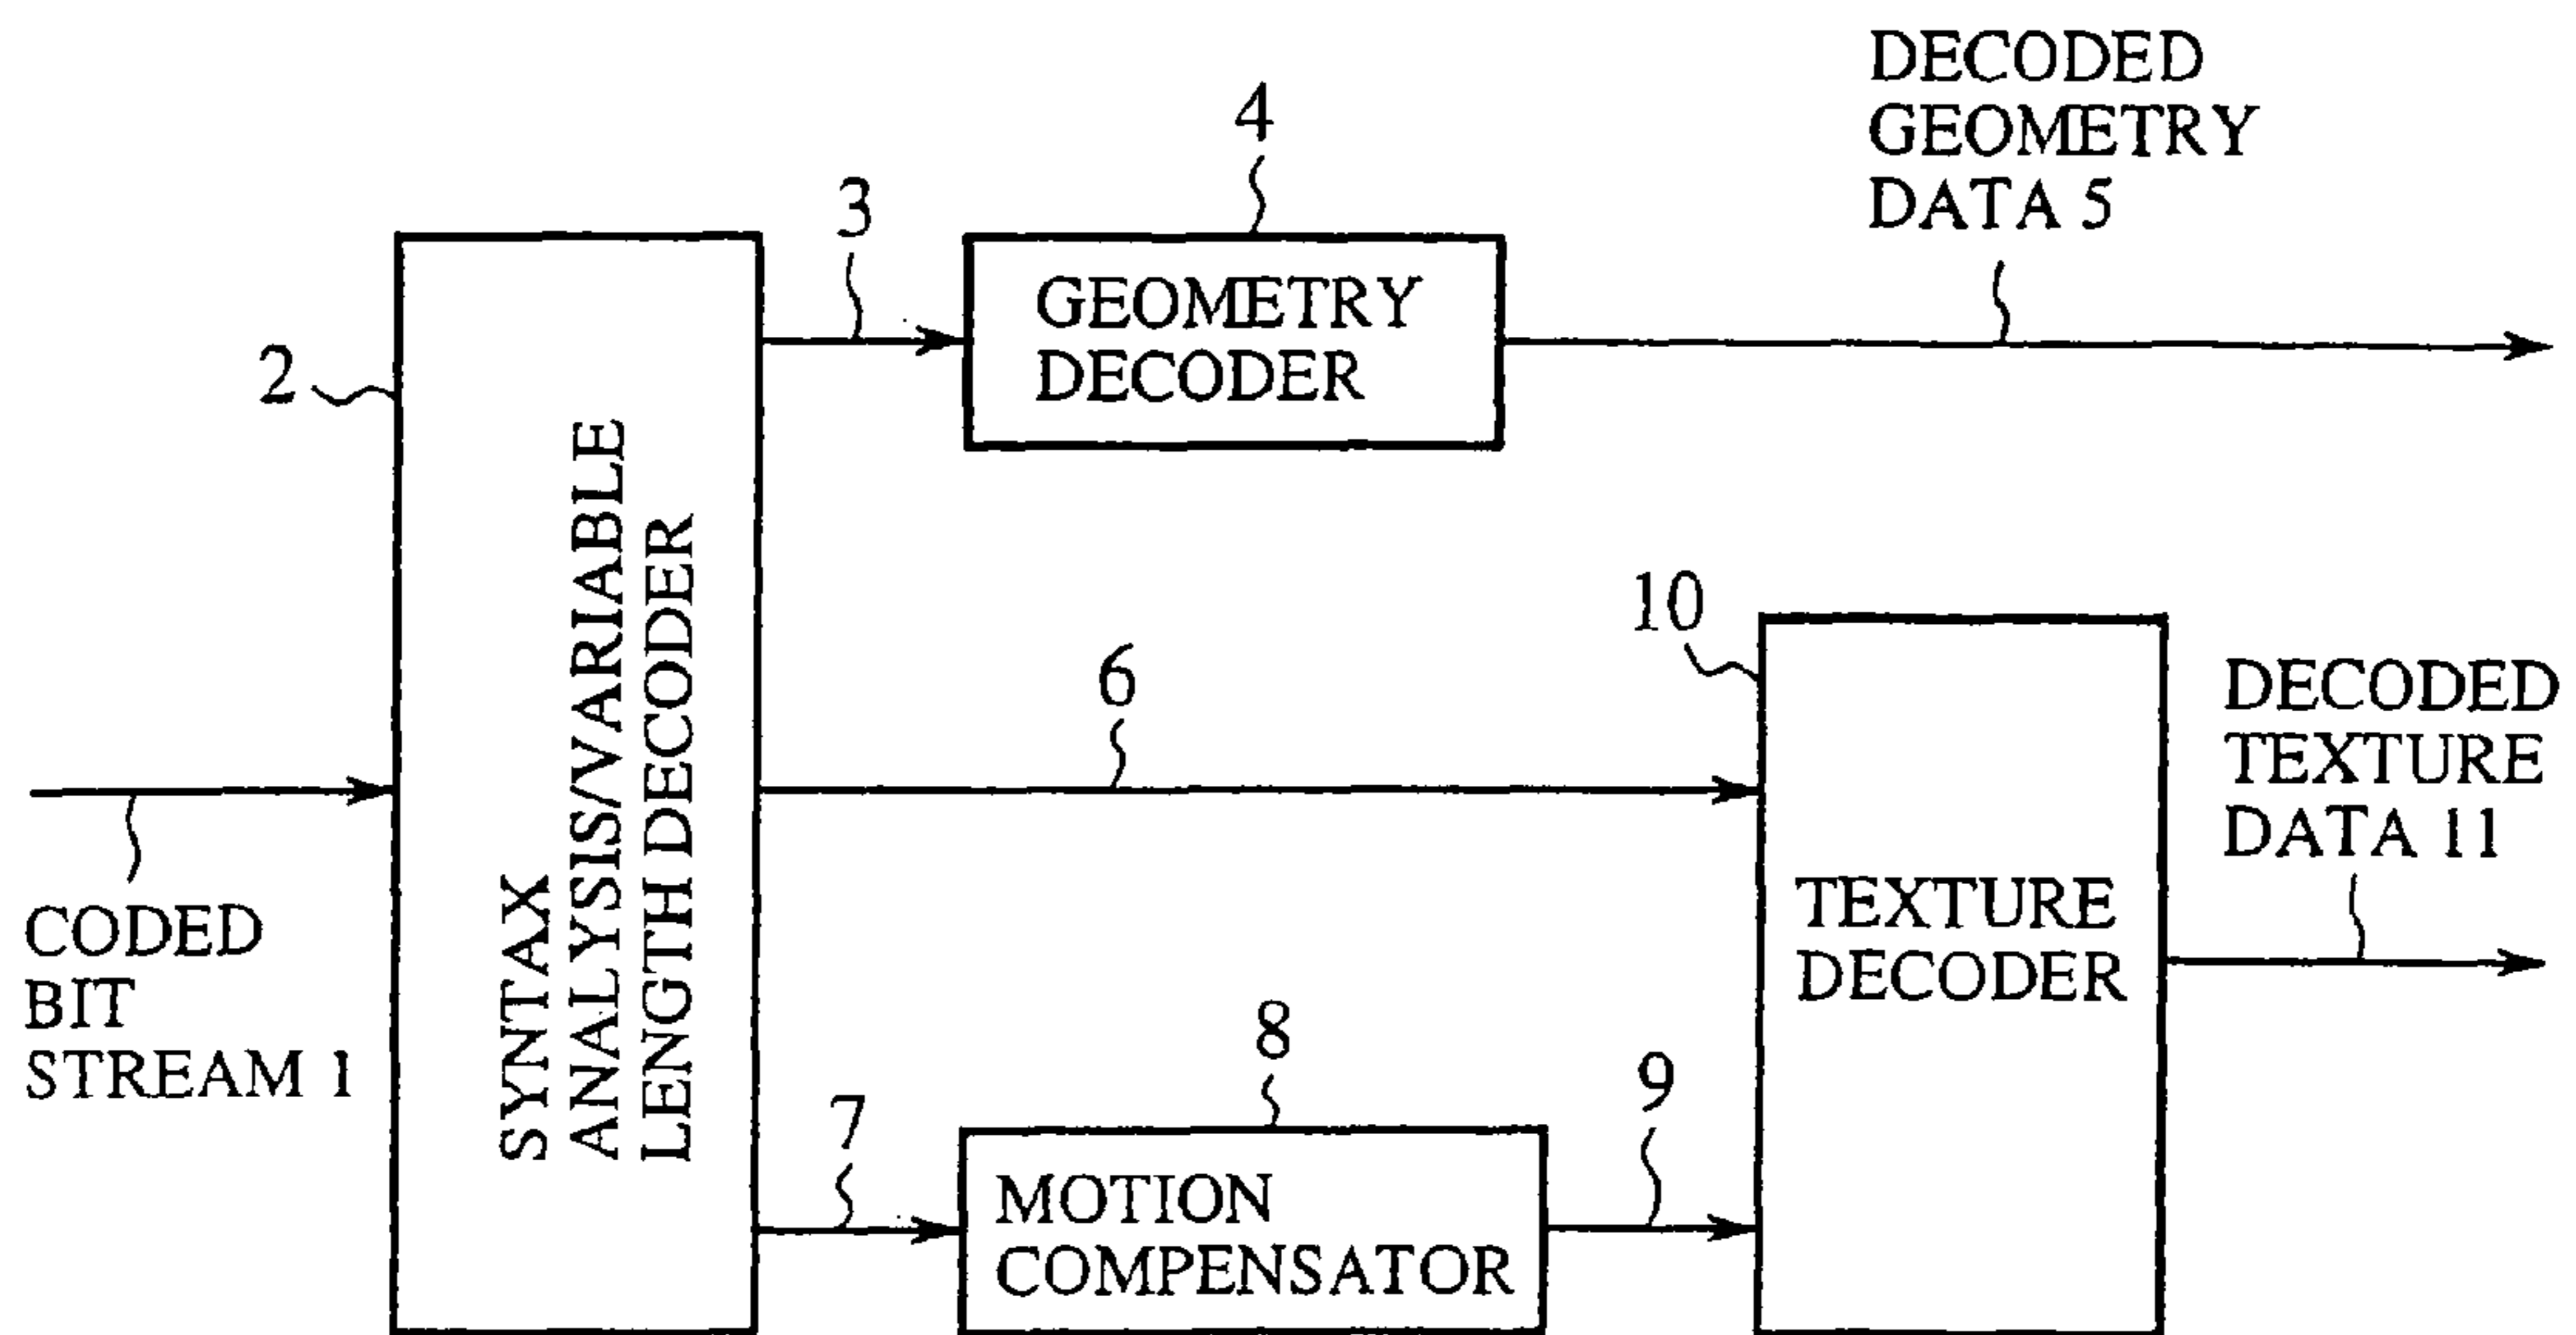 DECODED
GEOMETRY
DATA 5
4
3
GEOMETRY
DECODER
2
SYNTAX
ANALYSIS/VARIABLE
LENGTH DECODER
10
6
DECODED
TEXTURE
DATA 11
TEXTURE
DECODER
CODED
BIT
STREAM 1
8
9
7
MOTION
COMPENSATOR